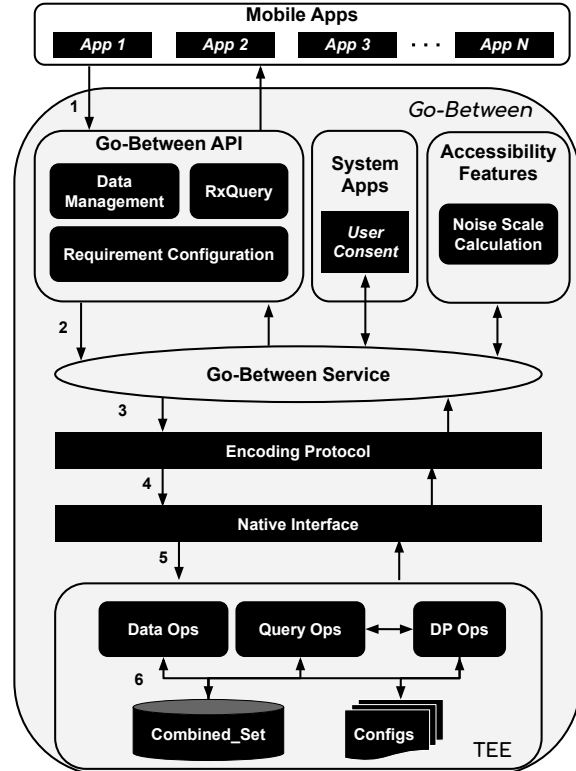 Mobile Apps
App 1
App 2
App 3
. . .
App N
1
Go-Between
Go-Between API
Data
Management
RxQuery
Requirement Configuration
System
Apps
User
Consent
Accessibility
Features
Noise Scale
Calculation
2
Go-Between Service
3
Encoding Protocol
4
Native Interface
5
Data Ops
Query Ops
DP Ops
6
Combined_Set
Configs
TEE